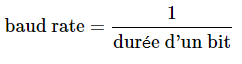 baud rate = 1 / durée d'un bit